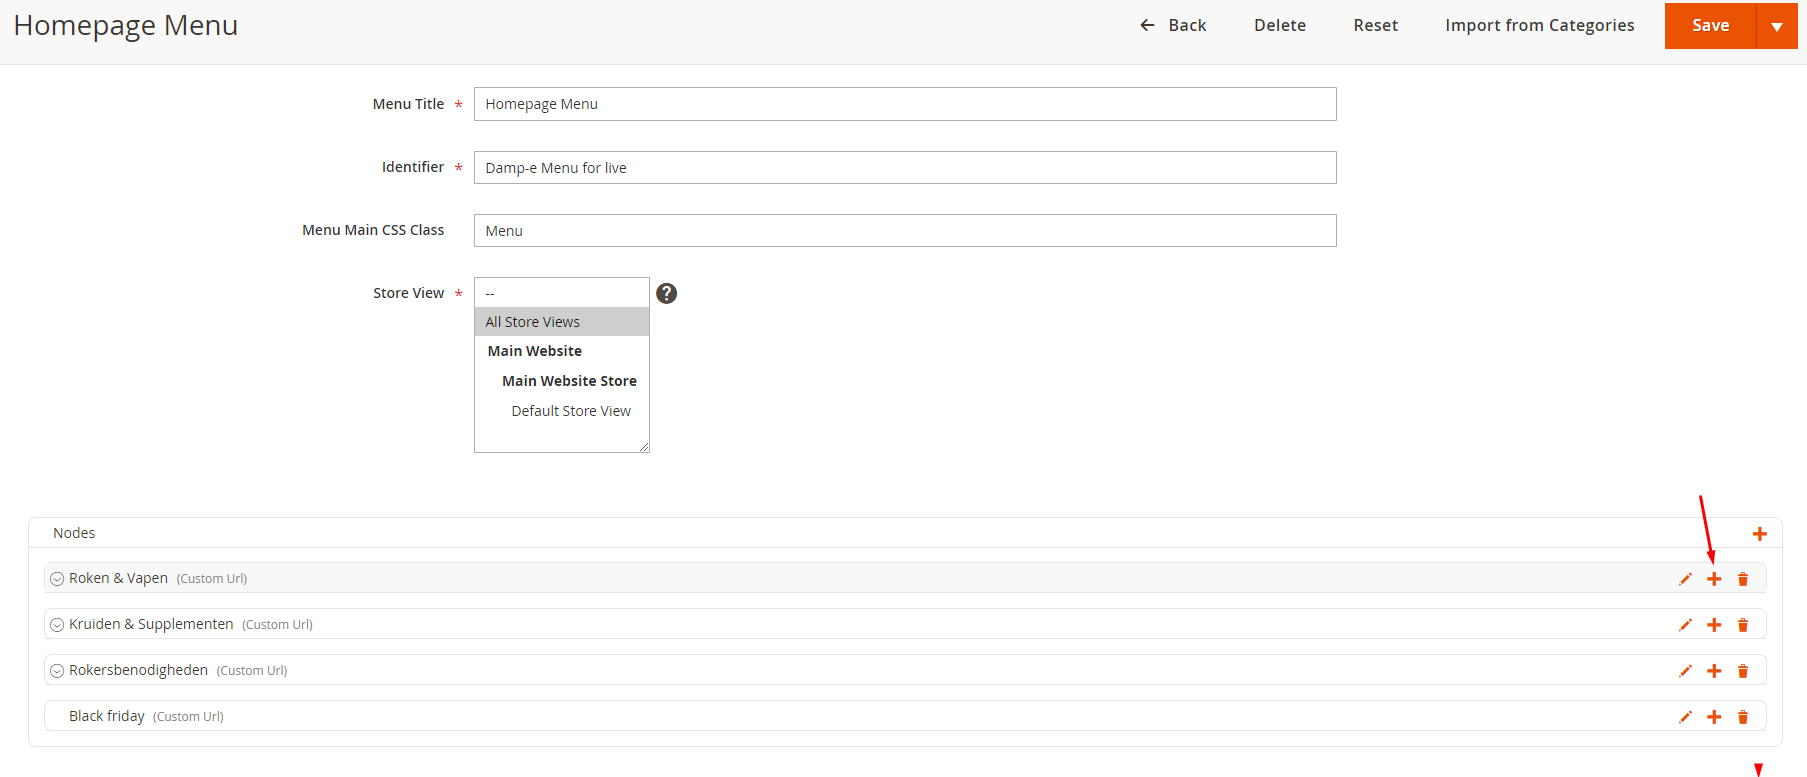 Homepage Menu
← Back Delete Reset Import from Categories Save
Menu Title * Homepage Menu
Identifier * Damp-e Menu for live
Menu Main CSS Class Menu
Store View * -- ?
All Store Views
Main Website
Main Website Store
Default Store View
Nodes
Roken & Vapen (Custom Url)
Kruiden & Supplementen (Custom Url)
Rokersbenodigheden (Custom Url)
Black friday (Custom Url)